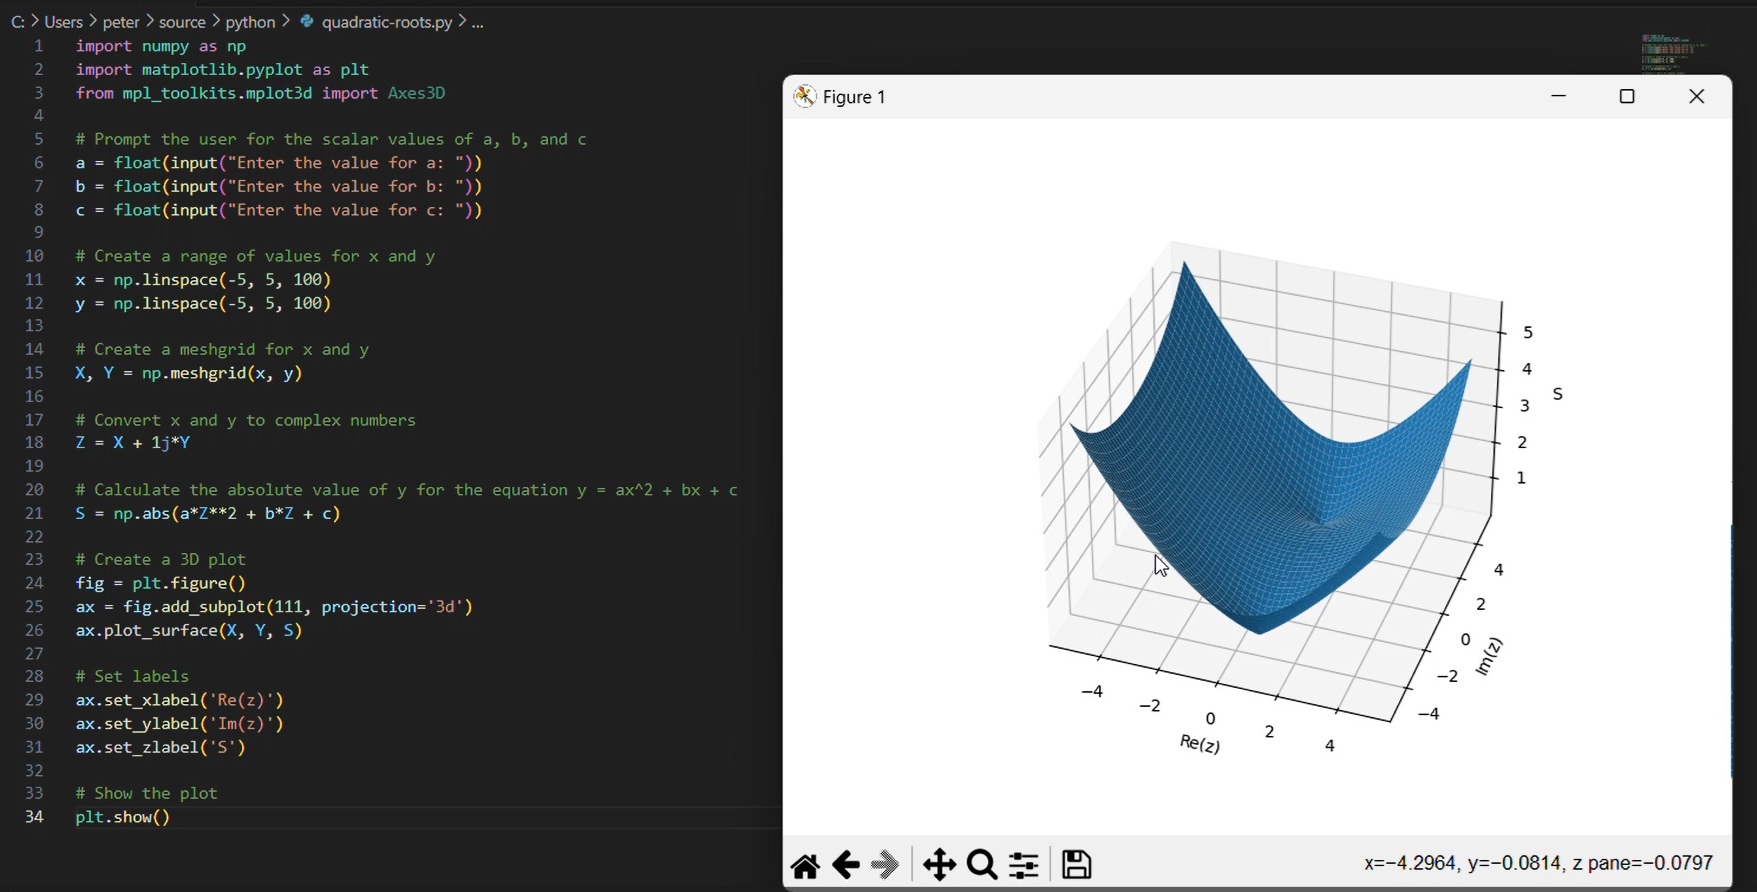 C: > Users > peter > source > python > quadratic-roots.py > ...
1 import numpy as np
2 import matplotlib.pyplot as plt
3 from mpl_toolkits.mplot3d import Axes3D
4
5 # Prompt the user for the scalar values of a, b, and c
6 a = float(input("Enter the value for a: "))
7 b = float(input("Enter the value for b: "))
8 c = float(input("Enter the value for c: "))
9
10 # Create a range of values for x and y
11 x = np.linspace(-5, 5, 100)
12 y = np.linspace(-5, 5, 100)
13
14 # Create a meshgrid for x and y
15 X, Y = np.meshgrid(x, y)
16
17 # Convert x and y to complex numbers
18 Z = X + 1j*Y
19
20 # Calculate the absolute value of y for the equation y = ax^2 + bx + c
21 S = np.abs(a*Z**2 + b*Z + c)
22
23 # Create a 3D plot
24 fig = plt.figure()
25 ax = fig.add_subplot(111, projection='3d')
26 ax.plot_surface(X, Y, S)
27
28 # Set labels
29 ax.set_xlabel('Re(z)')
30 ax.set_ylabel('Im(z)')
31 ax.set_zlabel('S')
32
33 # Show the plot
34 plt.show()
Figure 1
5
4
S
3
2
1
4
2
0
Im(z)
−2
−4
−4
−2
0
2
4
Re(z)
x=−4.2964, y=−0.0814, z pane=−0.0797